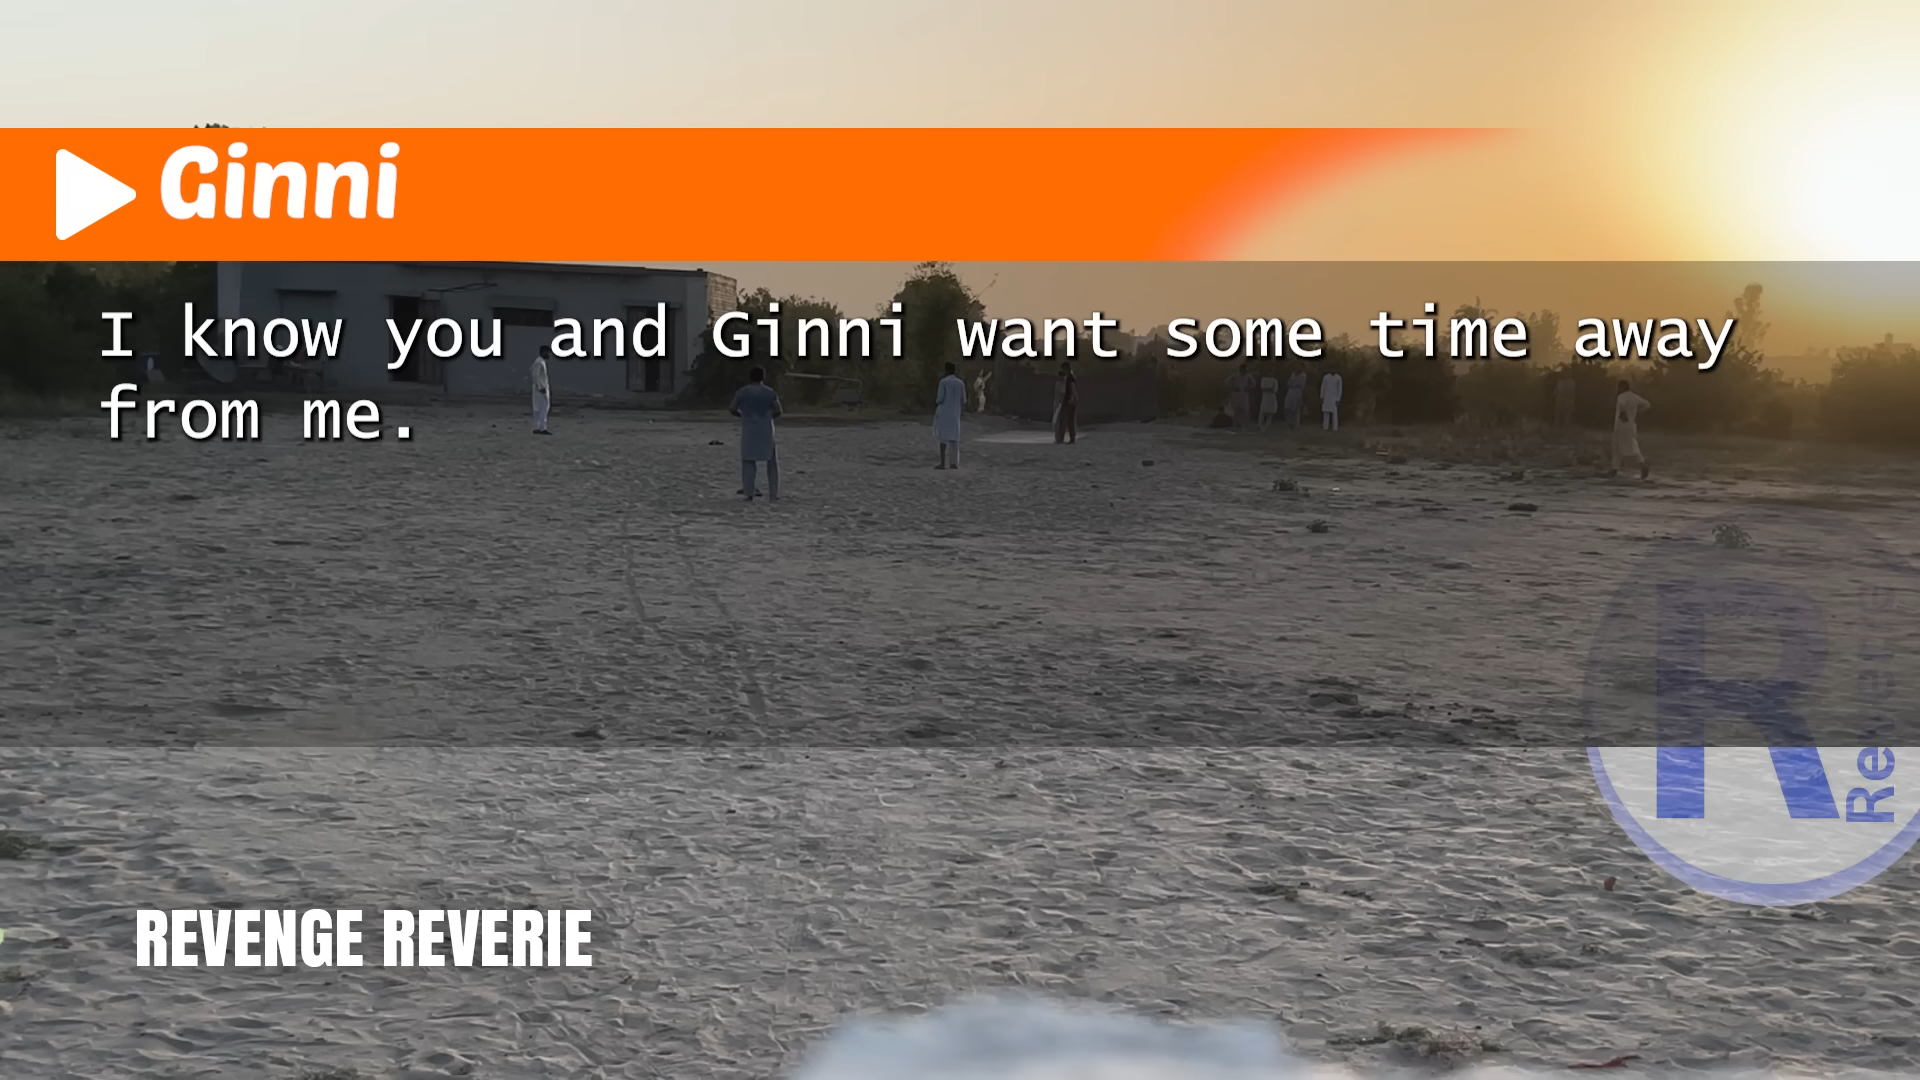 Ginni
I know you and Ginni want some time away
from me.
R
REVENGE REVERIE